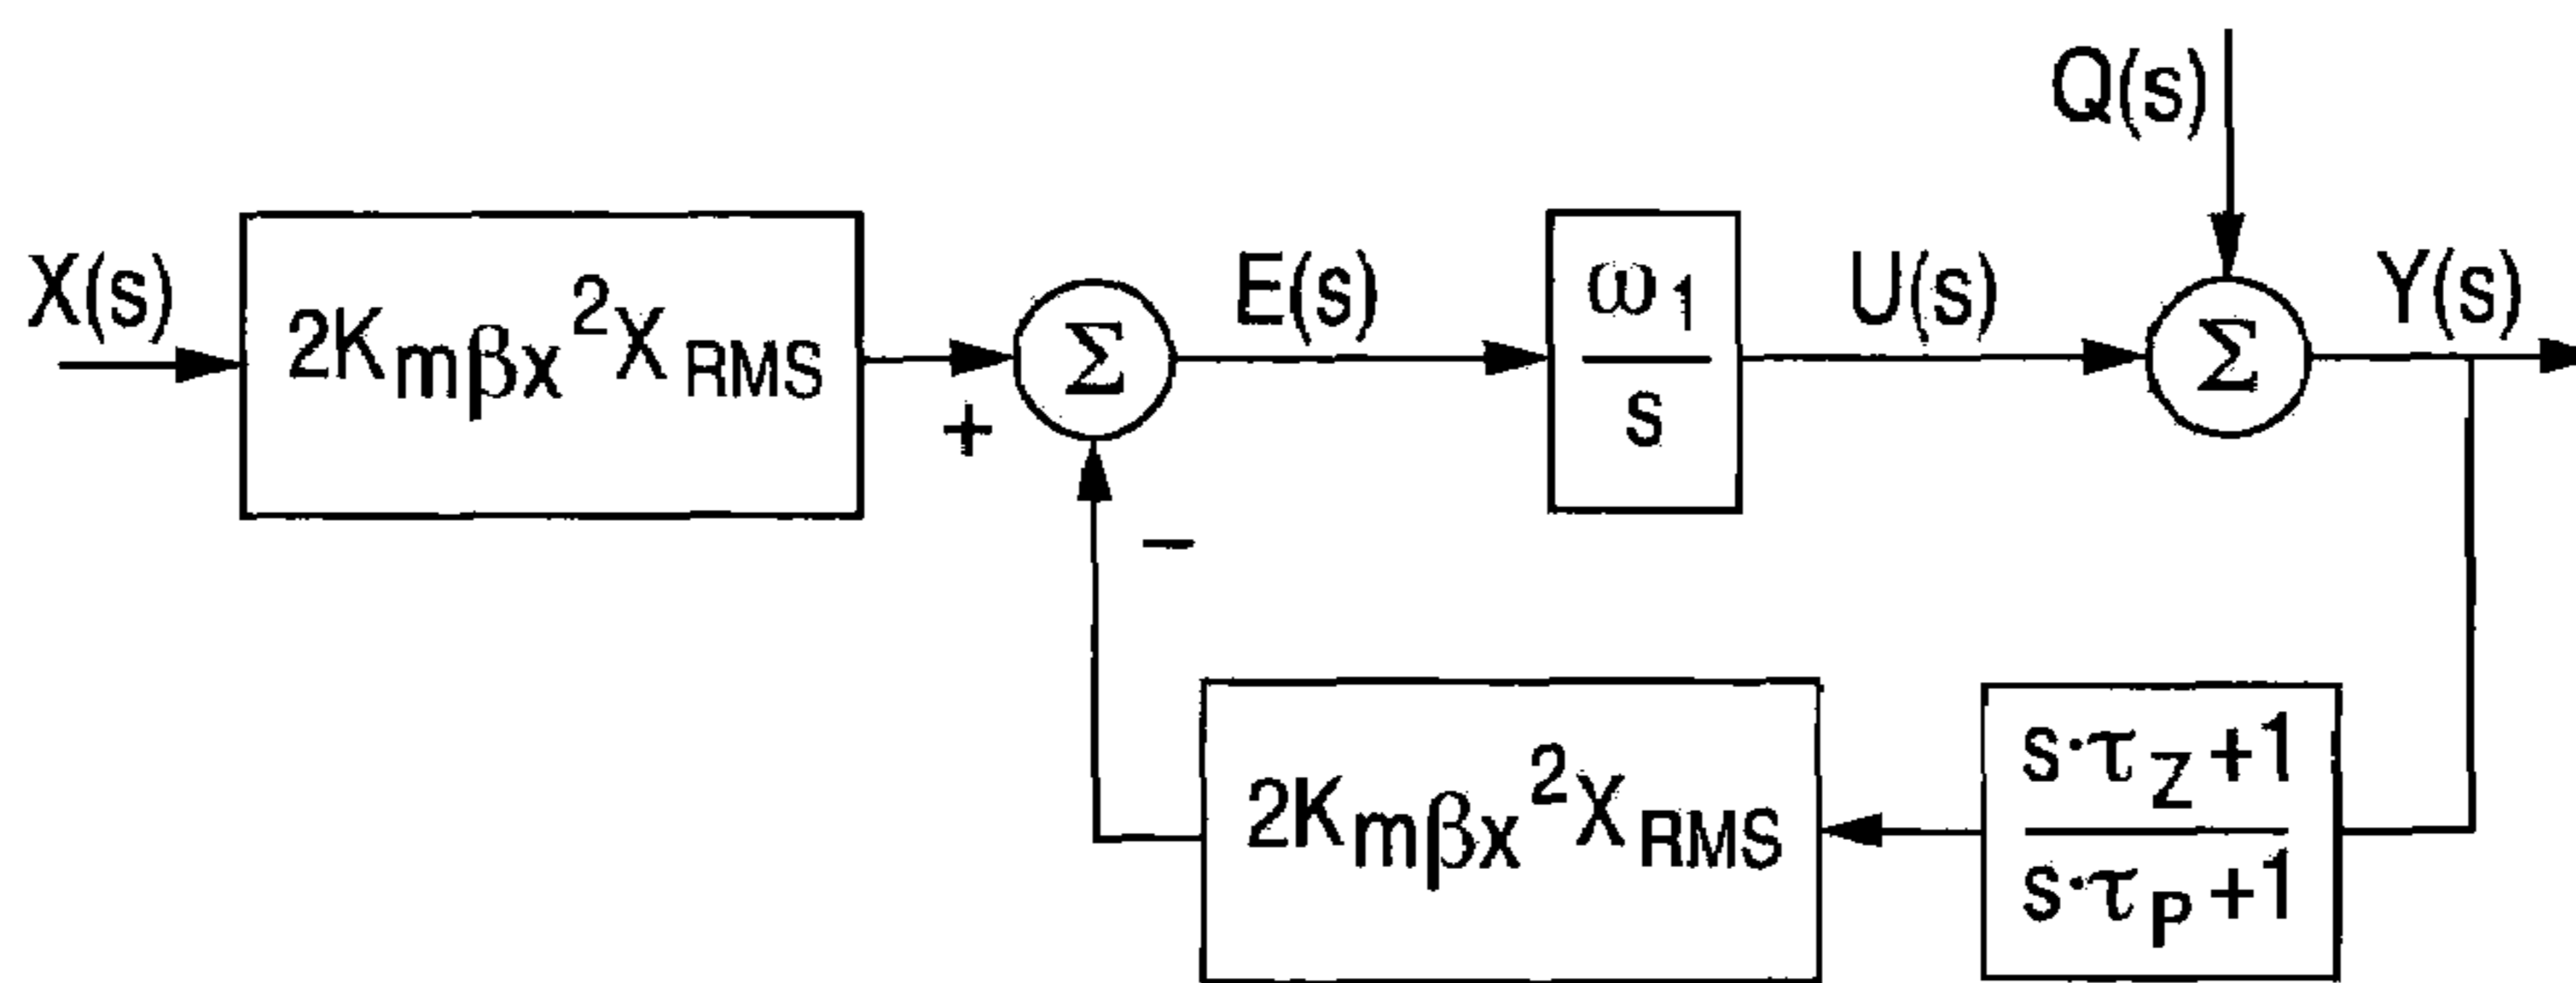 Q(s)
X(s)
2Kmβx²XRMS
Σ
+
−
E(s)
ω1
s
U(s)
Σ
Y(s)
2Kmβx²XRMS
s·τZ+1
s·τP+1